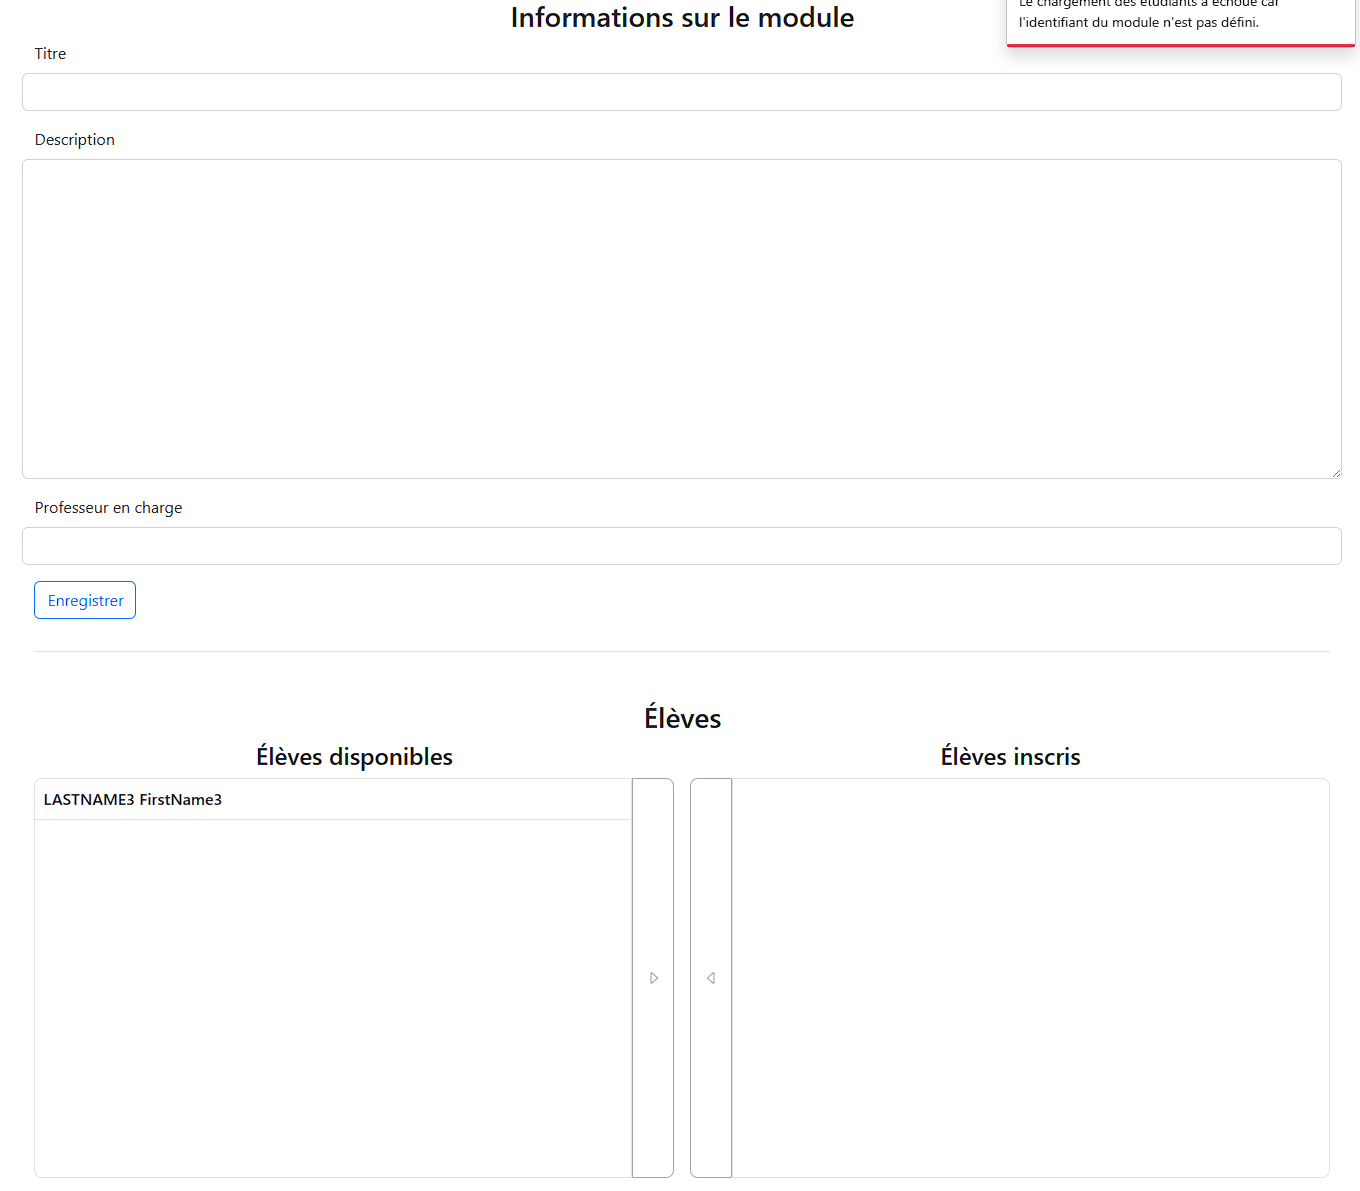 Informations sur le module
Le chargement des étudiants a échoué car
l'identifiant du module n'est pas défini.
Titre
Description
Professeur en charge
Enregistrer
Élèves
Élèves disponibles
Élèves inscris
LASTNAME3 FirstName3